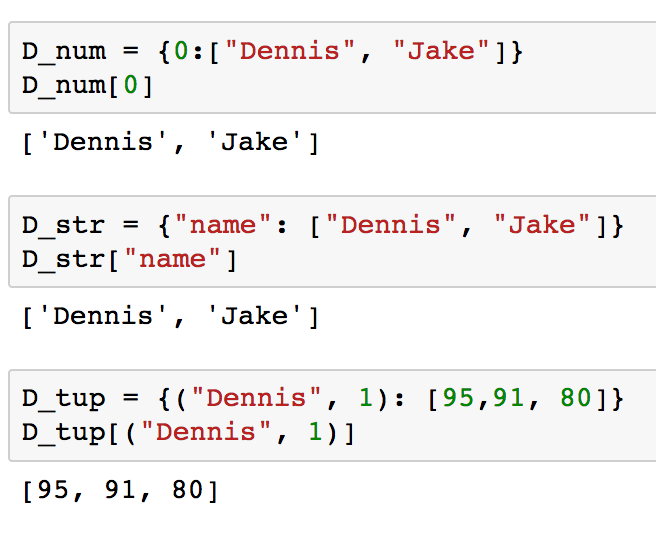 D_num = {0:["Dennis", "Jake"]}
D_num[0]
['Dennis', 'Jake']
D_str = {"name": ["Dennis", "Jake"]}
D_str["name"]
['Dennis', 'Jake']
D_tup = {("Dennis", 1): [95,91, 80]}
D_tup[("Dennis", 1)]
[95, 91, 80]